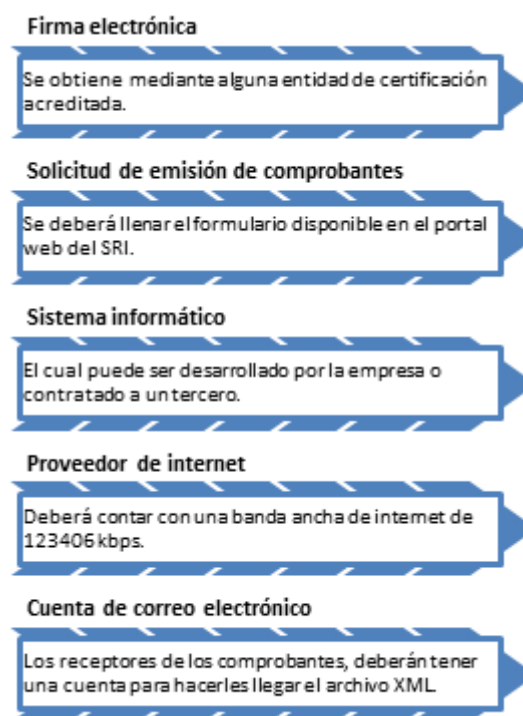 Firma electrónica
Se obtiene mediante alguna entidad de certificación
acreditada.
Solicitud de emisión de comprobantes
Se deberá llenar el formulario disponible en el portal
web del SRI.
Sistema informático
El cual puede ser desarrollado por la empresa o
contratado a un tercero.
Proveedor de internet
Deberá contar con una banda ancha de internet de
123406 kbps.
Cuenta de correo electrónico
Los receptores de los comprobantes, deberán tener
una cuenta para hacerles llegar el archivo XML